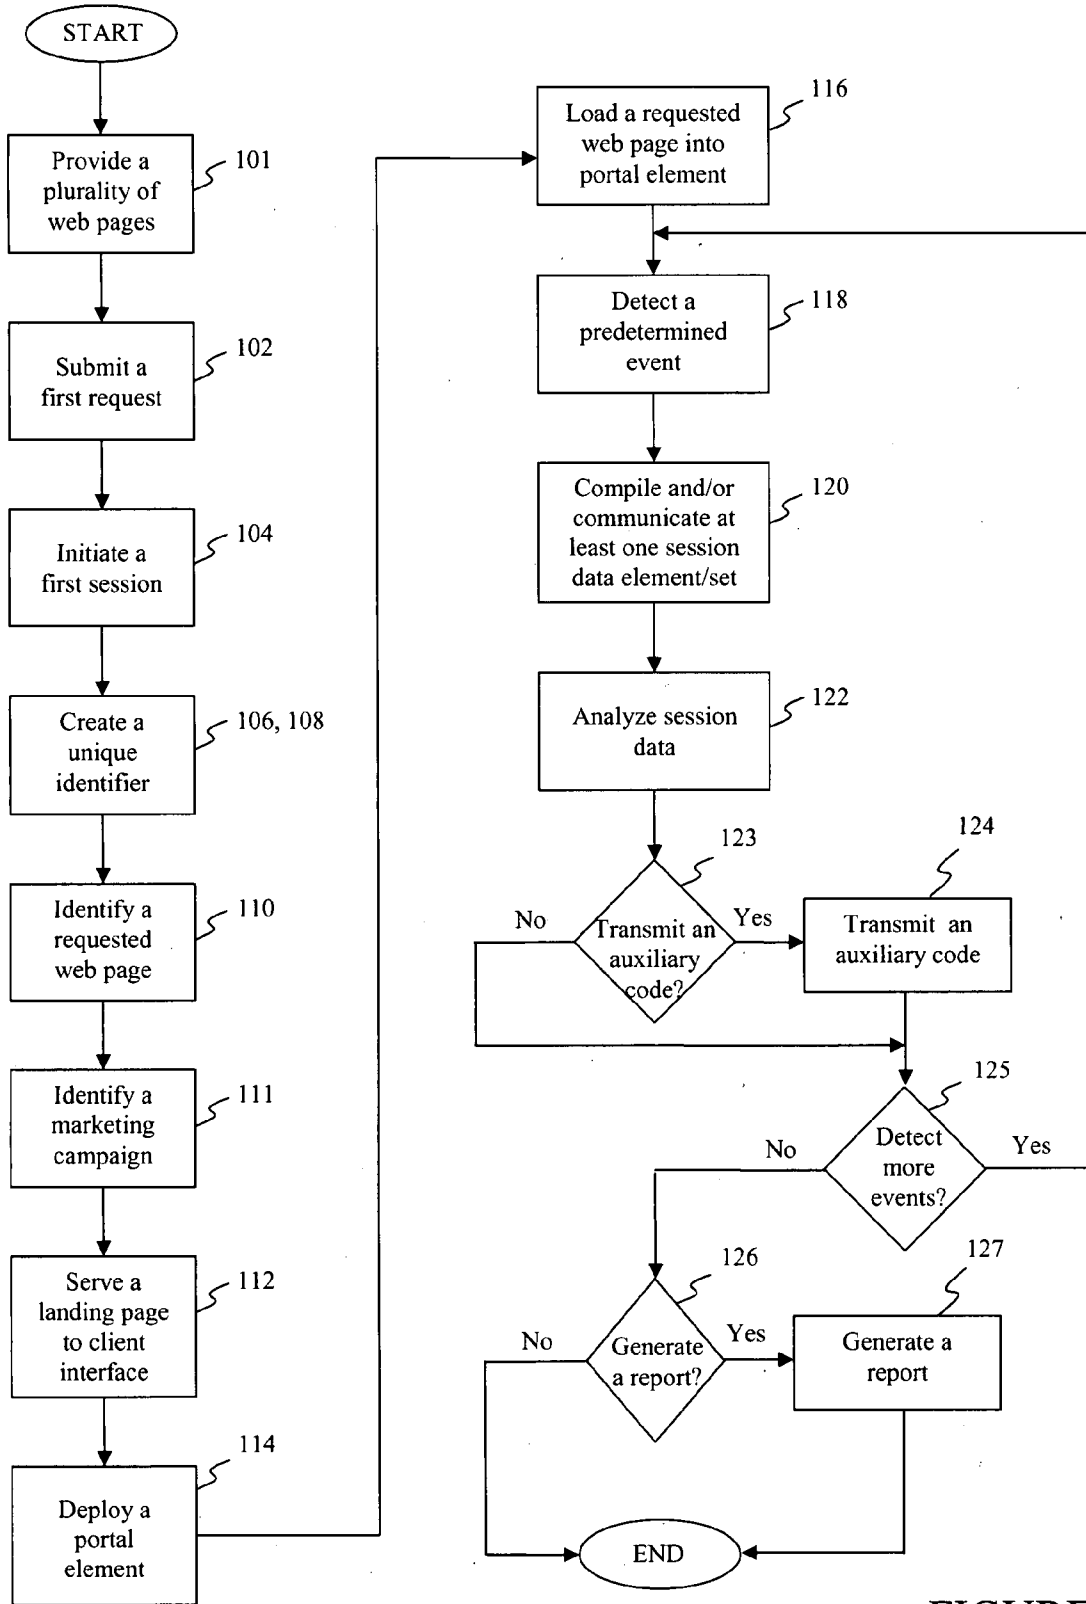 START
Provide a
plurality of
web pages
101
Submit a
first request
102
Initiate a
first session
104
Create a
unique
identifier
106, 108
Identify a
requested
web page
110
Identify a
marketing
campaign
111
Serve a
landing page
to client
interface
112
Deploy a
portal
element
114
Load a requested
web page into
portal element
116
Detect a
predetermined
event
118
Compile and/or
communicate at
least one session
data element/set
120
Analyze session
data
122
Transmit an
auxiliary
code?
123
No
Yes
Transmit an
auxiliary code
124
Detect
more
events?
125
No
Yes
Generate
a report?
126
No
Yes
Generate a
report
127
END
FIGURE